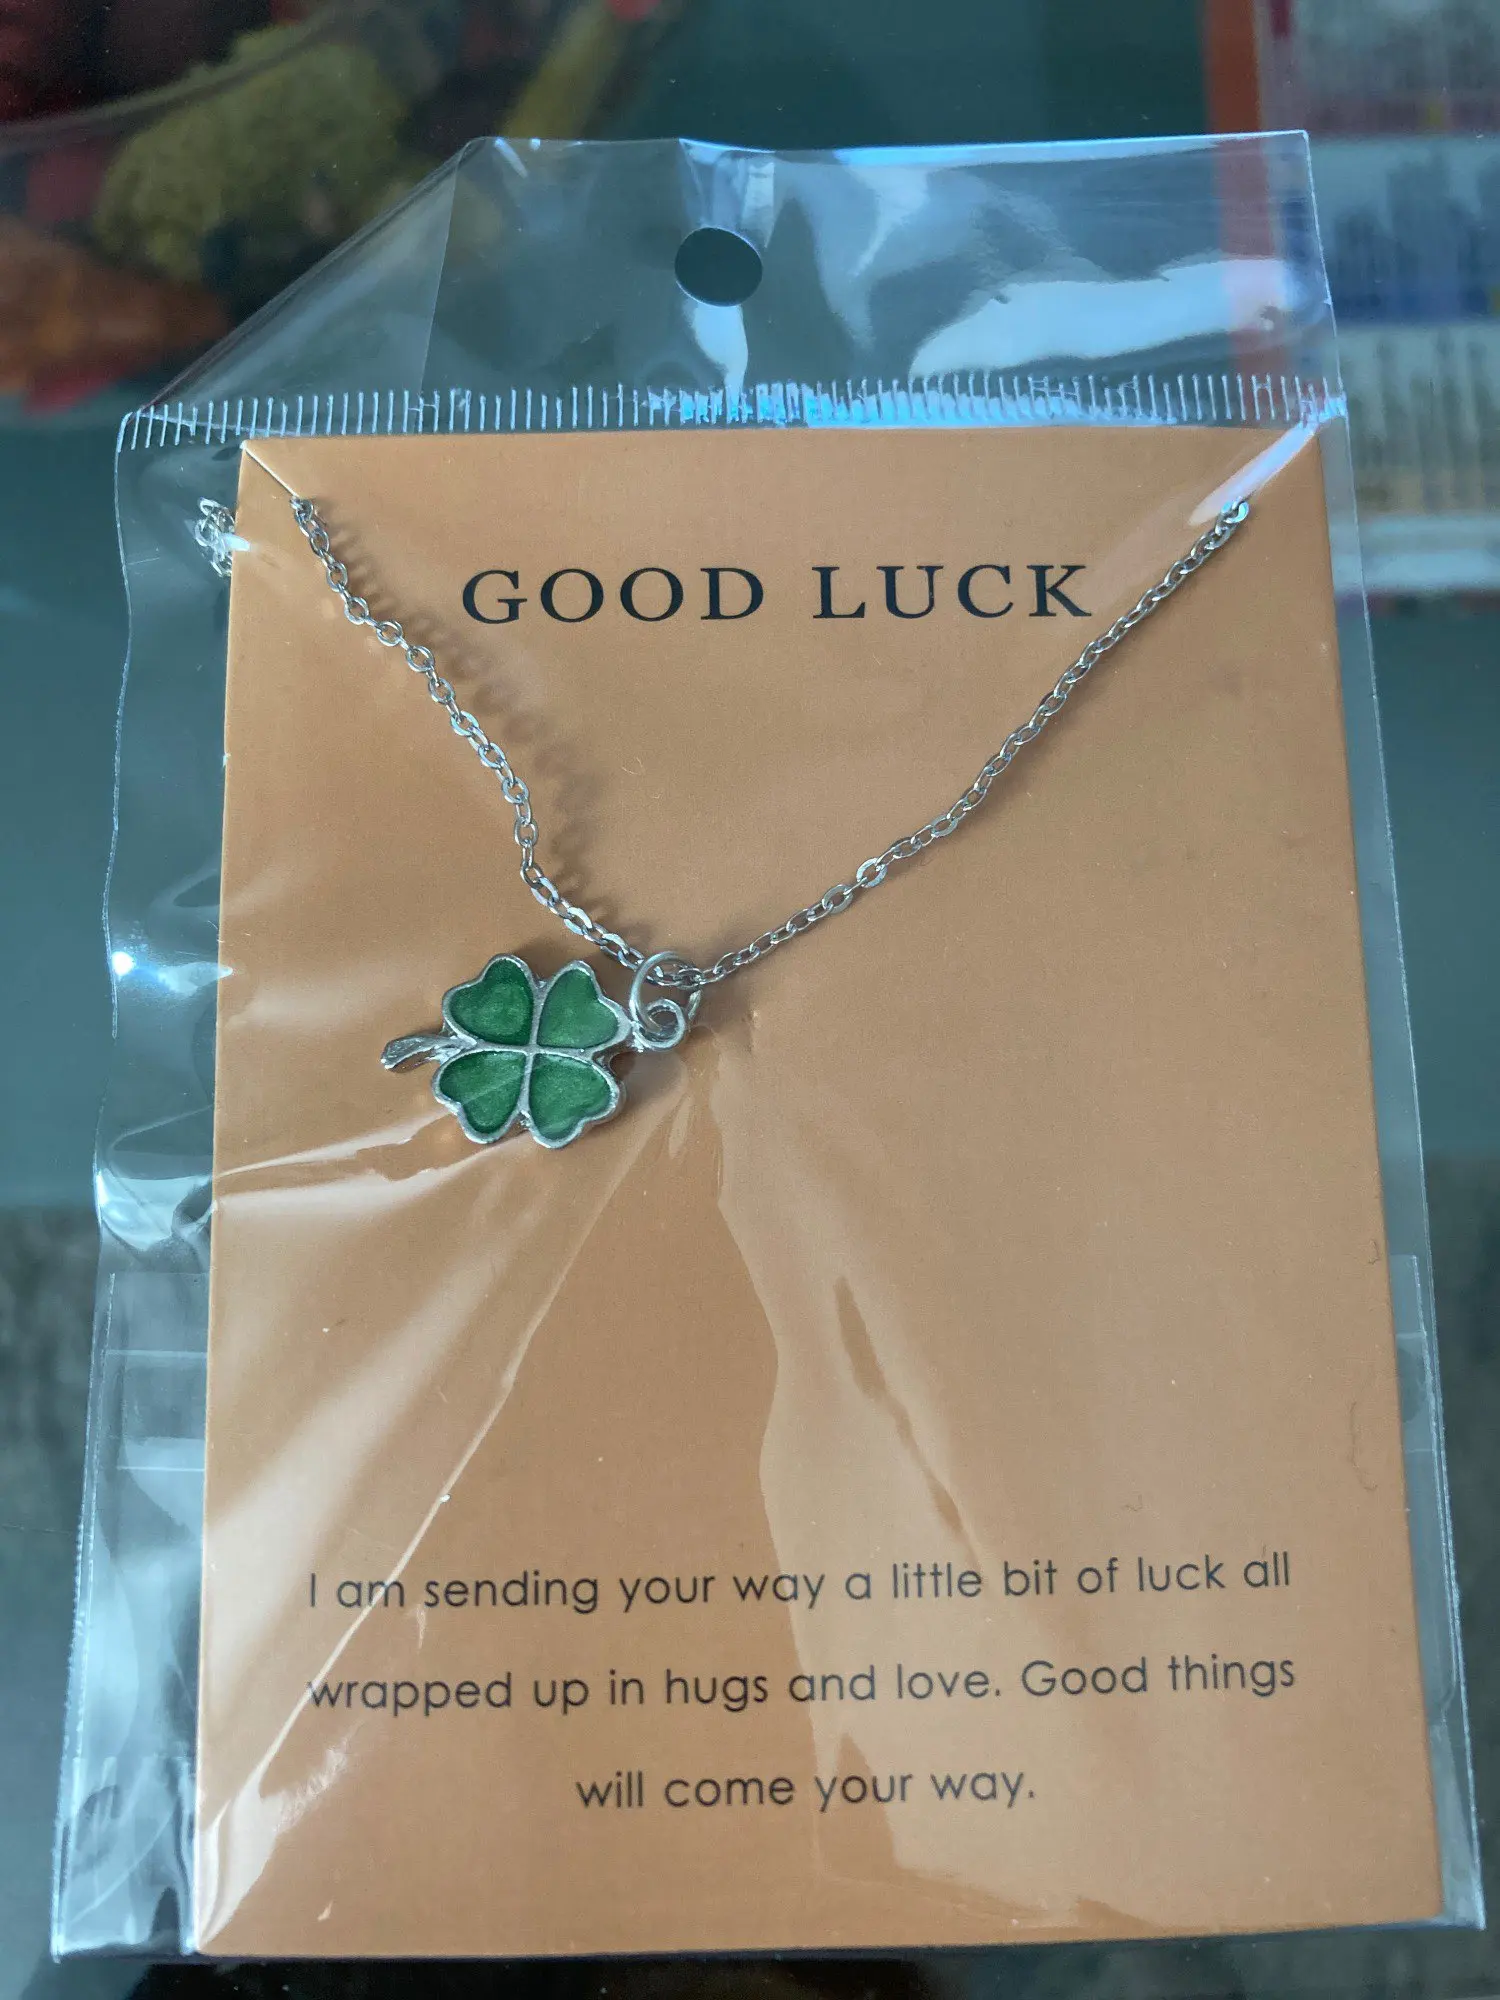 GOOD LUCK
I am sending your way a little bit of luck all
wrapped up in hugs and love. Good things
will come your way.